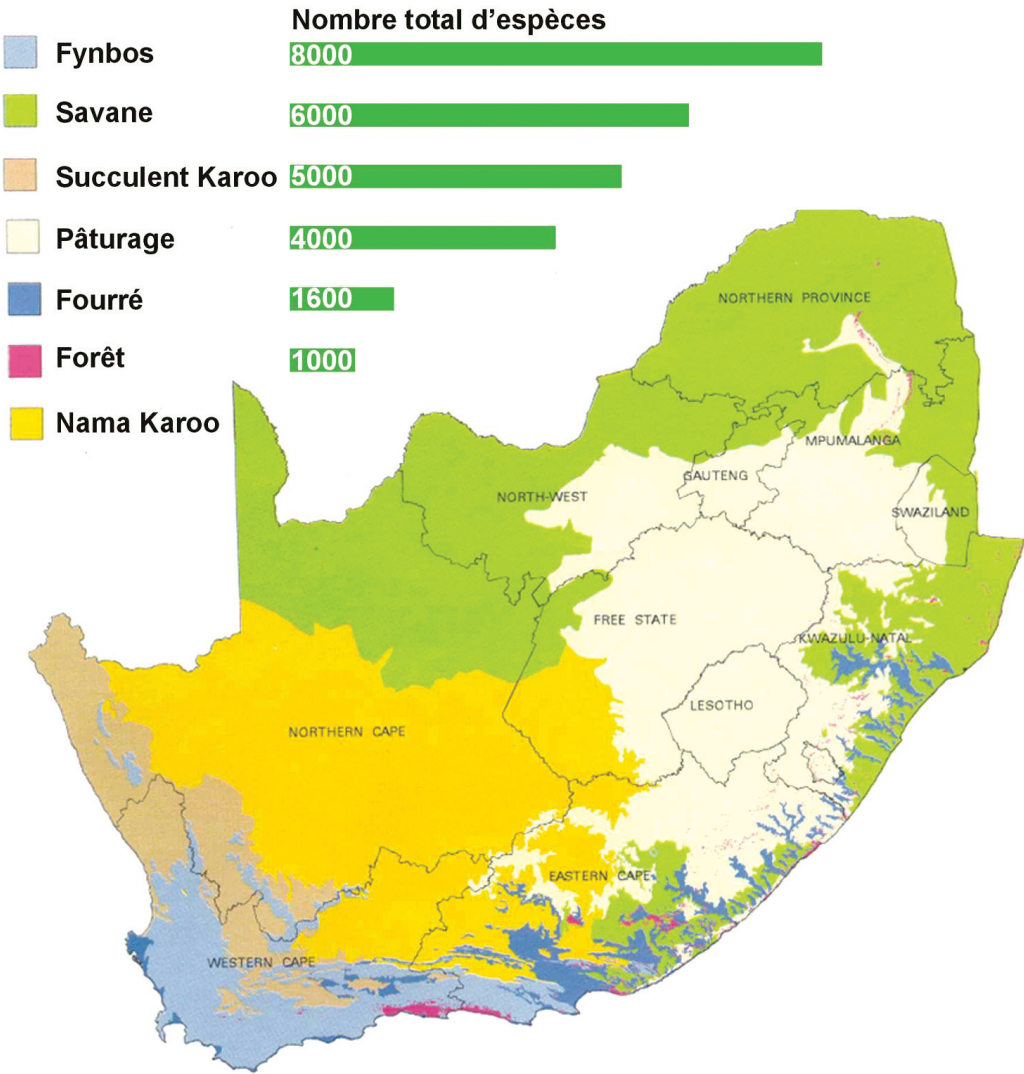 Nombre total d'espèces
Fynbos 8000
Savane 6000
Succulent Karoo 5000
Pâturage 4000
Fourré 1600
Forêt 1000
Nama Karoo
NORTHERN PROVINCE
MPUMALANGA
GAUTENG
NORTH-WEST
SWAZILAND
FREE STATE
KWAZULU-NATAL
LESOTHO
NORTHERN CAPE
EASTERN CAPE
WESTERN CAPE